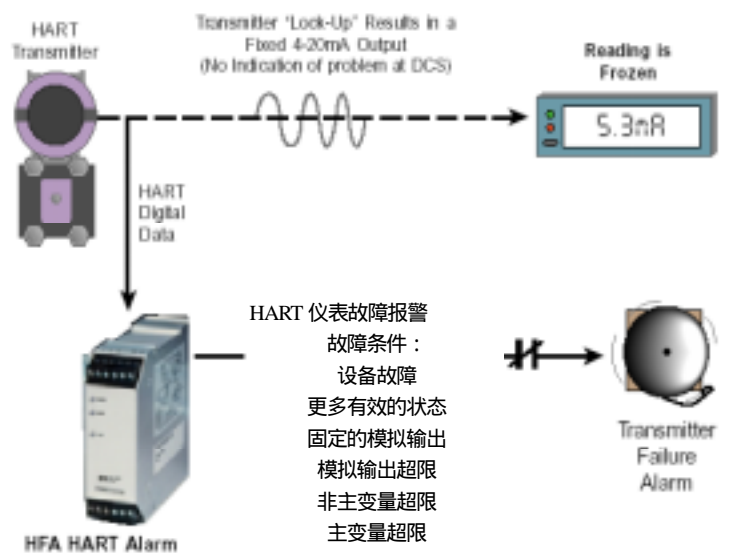 HART
Transmitter
Transmitter "Lock-Up" Results in a
Fixed 4-20mA Output
(No Indication of problem at DCS)
Reading is
Frozen
5.3mA
HART
Digital
Data
HART 仪表故障报警
故障条件：
设备故障
更多有效的状态
固定的模拟输出
模拟输出超限
非主变量超限
主变量超限
Transmitter
Failure
Alarm
HFA HART Alarm